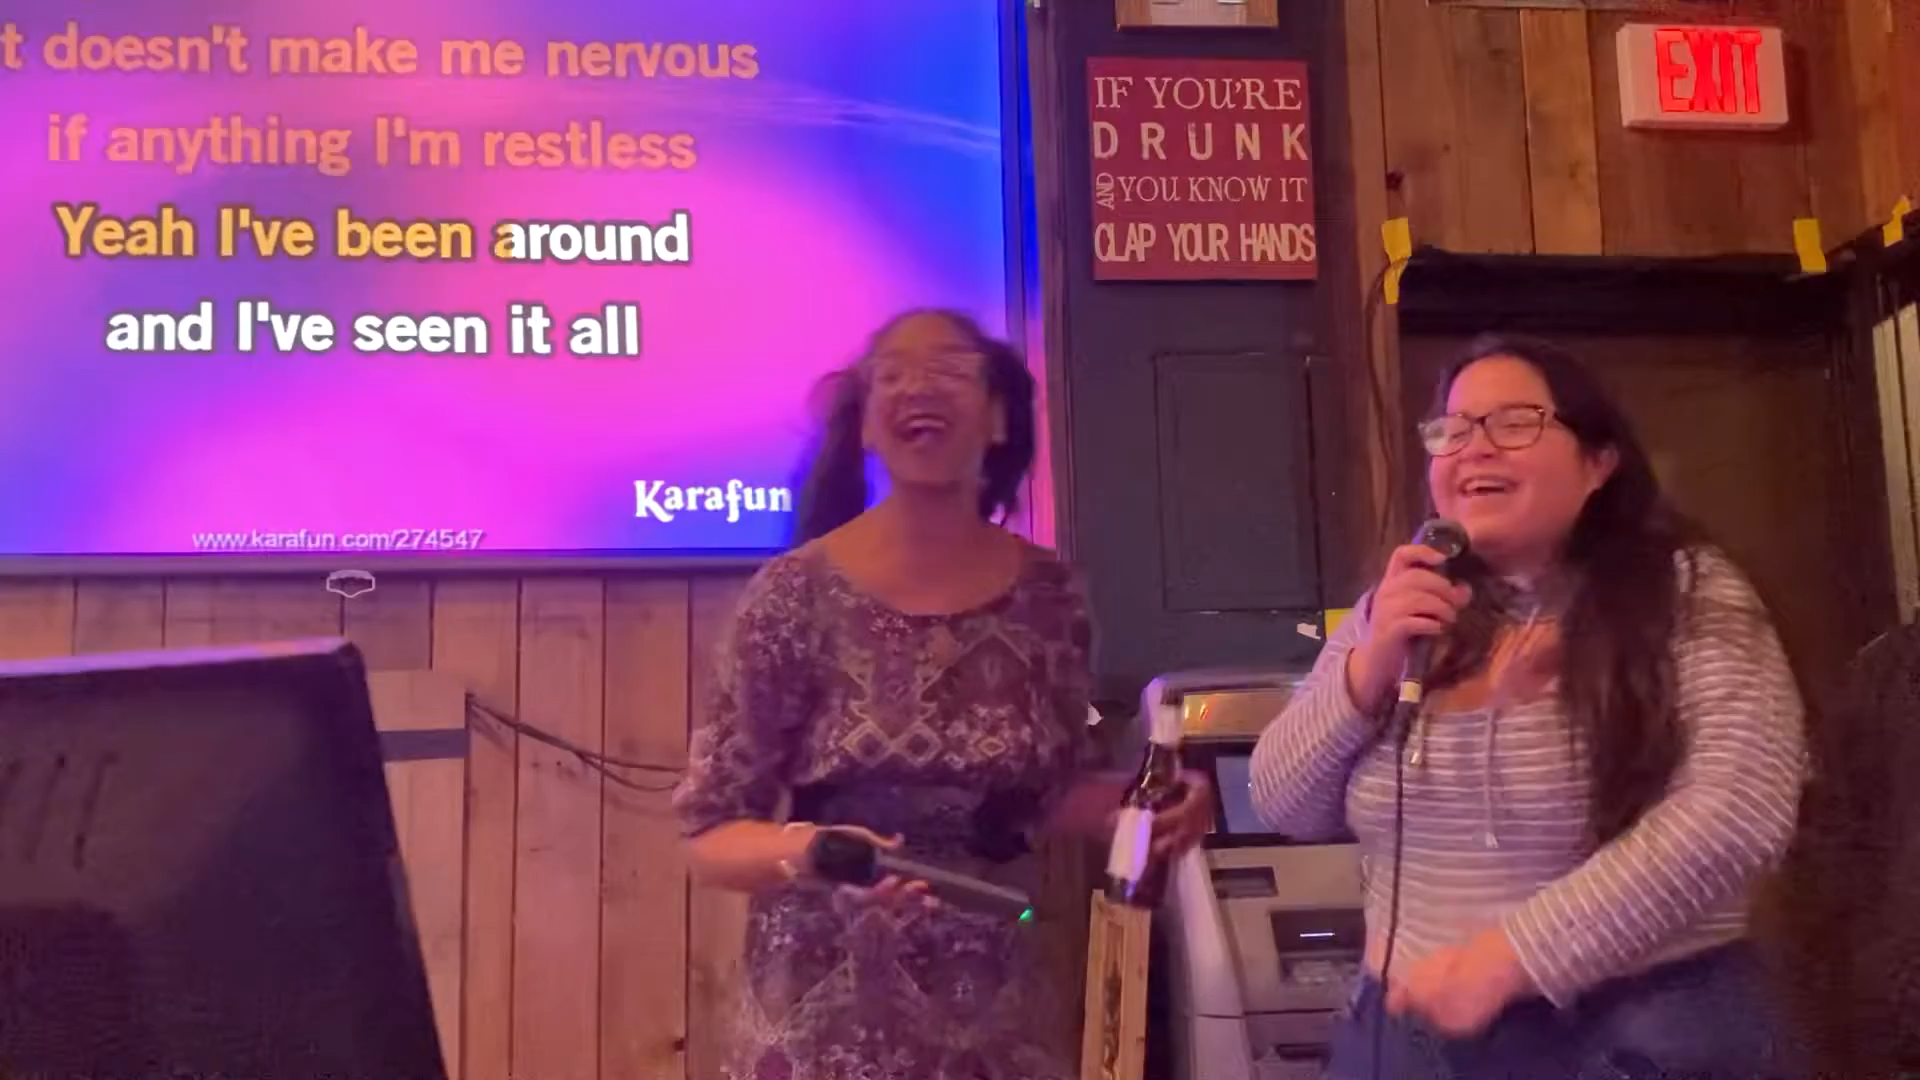 t doesn't make me nervous
if anything I'm restless
Yeah I've been around
and I've seen it all
Karafun
www.karafun.com/274547
IF YOU'RE
DRUNK
AND YOU KNOW IT
CLAP YOUR HANDS
EXIT